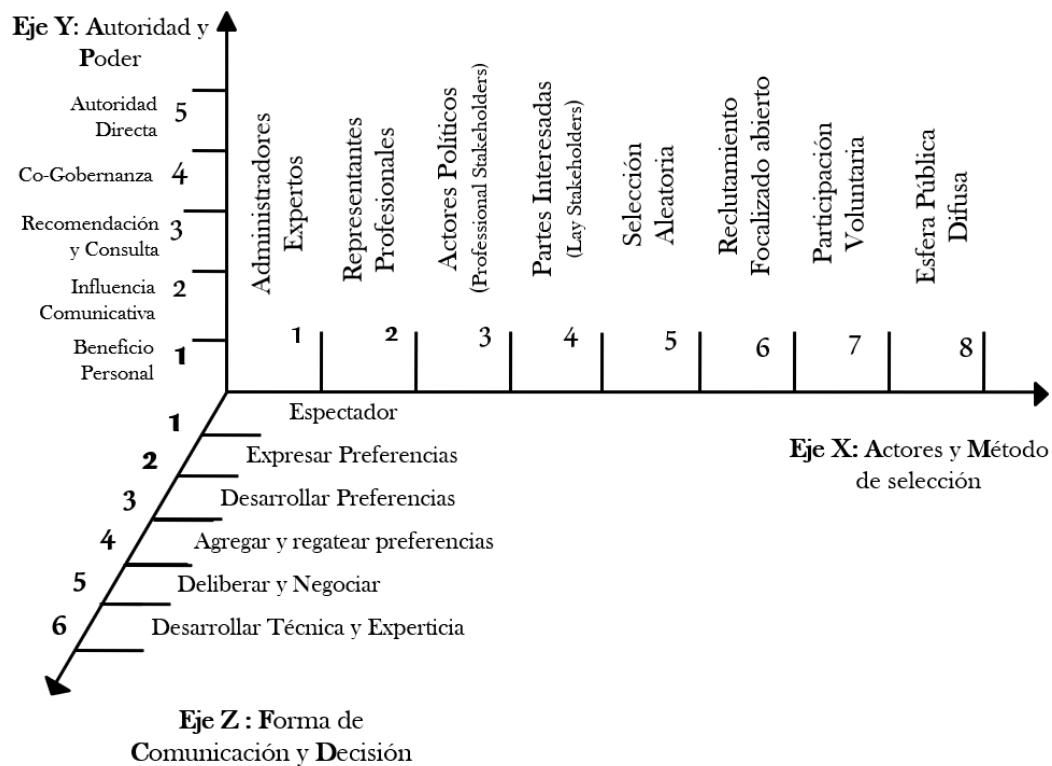 Eje Y: Autoridad y
Poder
5
Autoridad
Directa
4
Co-Gobernanza
3
Recomendación
y Consulta
2
Influencia
Comunicativa
1
Beneficio
Personal
Administradores
Expertos
1
Representantes
Profesionales
2
Actores Políticos
(Professional Stakeholders)
3
Partes Interesadas
(Lay Stakeholders)
4
Selección
Aleatoria
5
Reclutamiento
Focalizado abierto
6
Participación
Voluntaria
7
Esfera Pública
Difusa
8
Eje X: Actores y Método
de selección
1 Espectador
2 Expresar Preferencias
3 Desarrollar Preferencias
4 Agregar y regatear preferencias
5 Deliberar y Negociar
6 Desarrollar Técnica y Experticia
Eje Z : Forma de
Comunicación y Decisión